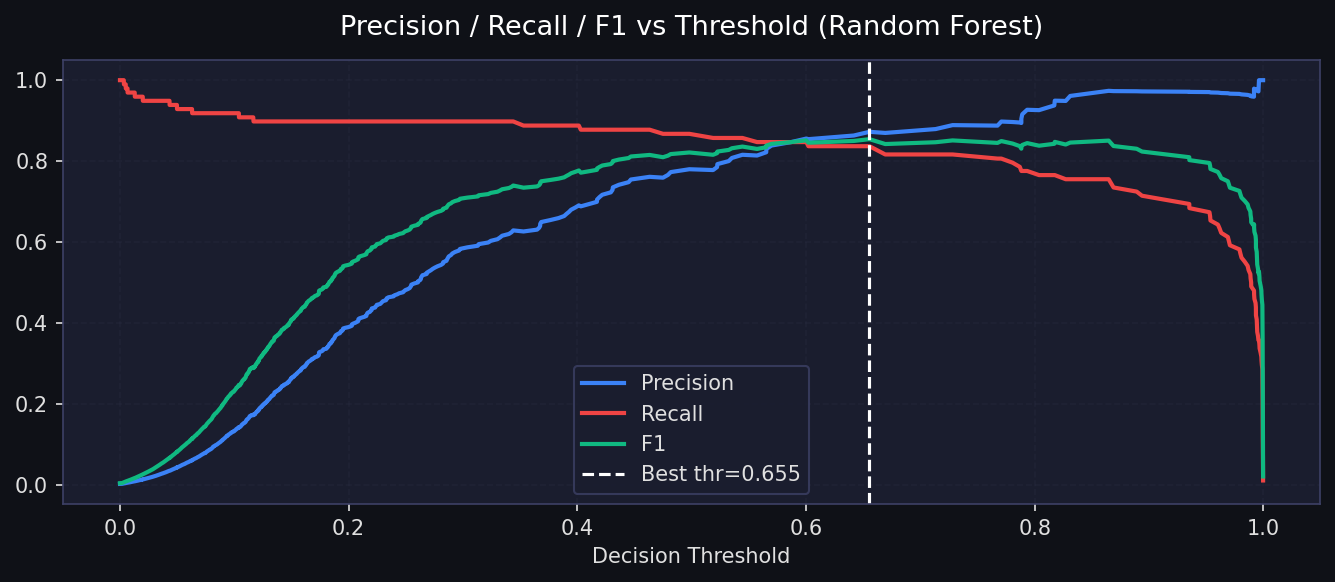 Precision / Recall / F1 vs Threshold (Random Forest)
1.0
0.8
0.6
0.4
0.2
0.0
Precision
Recall
F1
Best thr=0.655
0.0 0.2 0.4 0.6 0.8 1.0
Decision Threshold